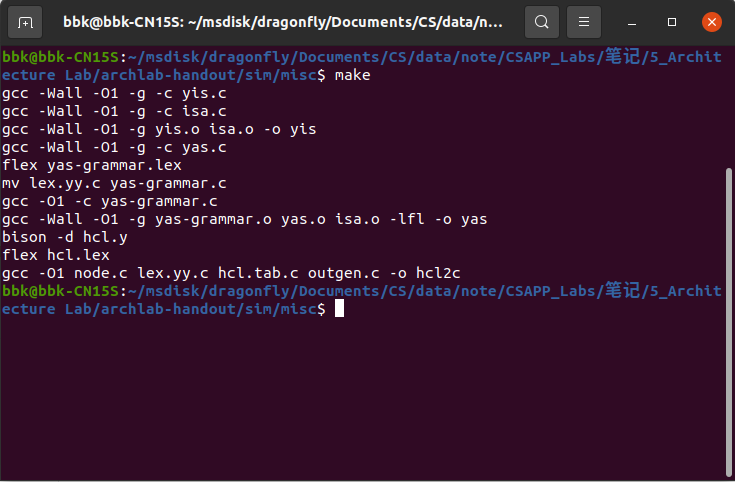 bbk@bbk-CN15S: ~/msdisk/dragonfly/Documents/CS/data/n...
bbk@bbk-CN15S:~/msdisk/dragonfly/Documents/CS/data/note/CSAPP_Labs/笔记/5_Archit
ecture Lab/archlab-handout/sim/misc$ make
gcc -Wall -O1 -g -c yis.c
gcc -Wall -O1 -g -c isa.c
gcc -Wall -O1 -g yis.o isa.o -o yis
gcc -Wall -O1 -g -c yas.c
flex yas-grammar.lex
mv lex.yy.c yas-grammar.c
gcc -O1 -c yas-grammar.c
gcc -Wall -O1 -g yas-grammar.o yas.o isa.o -lfl -o yas
bison -d hcl.y
flex hcl.lex
gcc -O1 node.c lex.yy.c hcl.tab.c outgen.c -o hcl2c
bbk@bbk-CN15S:~/msdisk/dragonfly/Documents/CS/data/note/CSAPP_Labs/笔记/5_Archit
ecture Lab/archlab-handout/sim/misc$